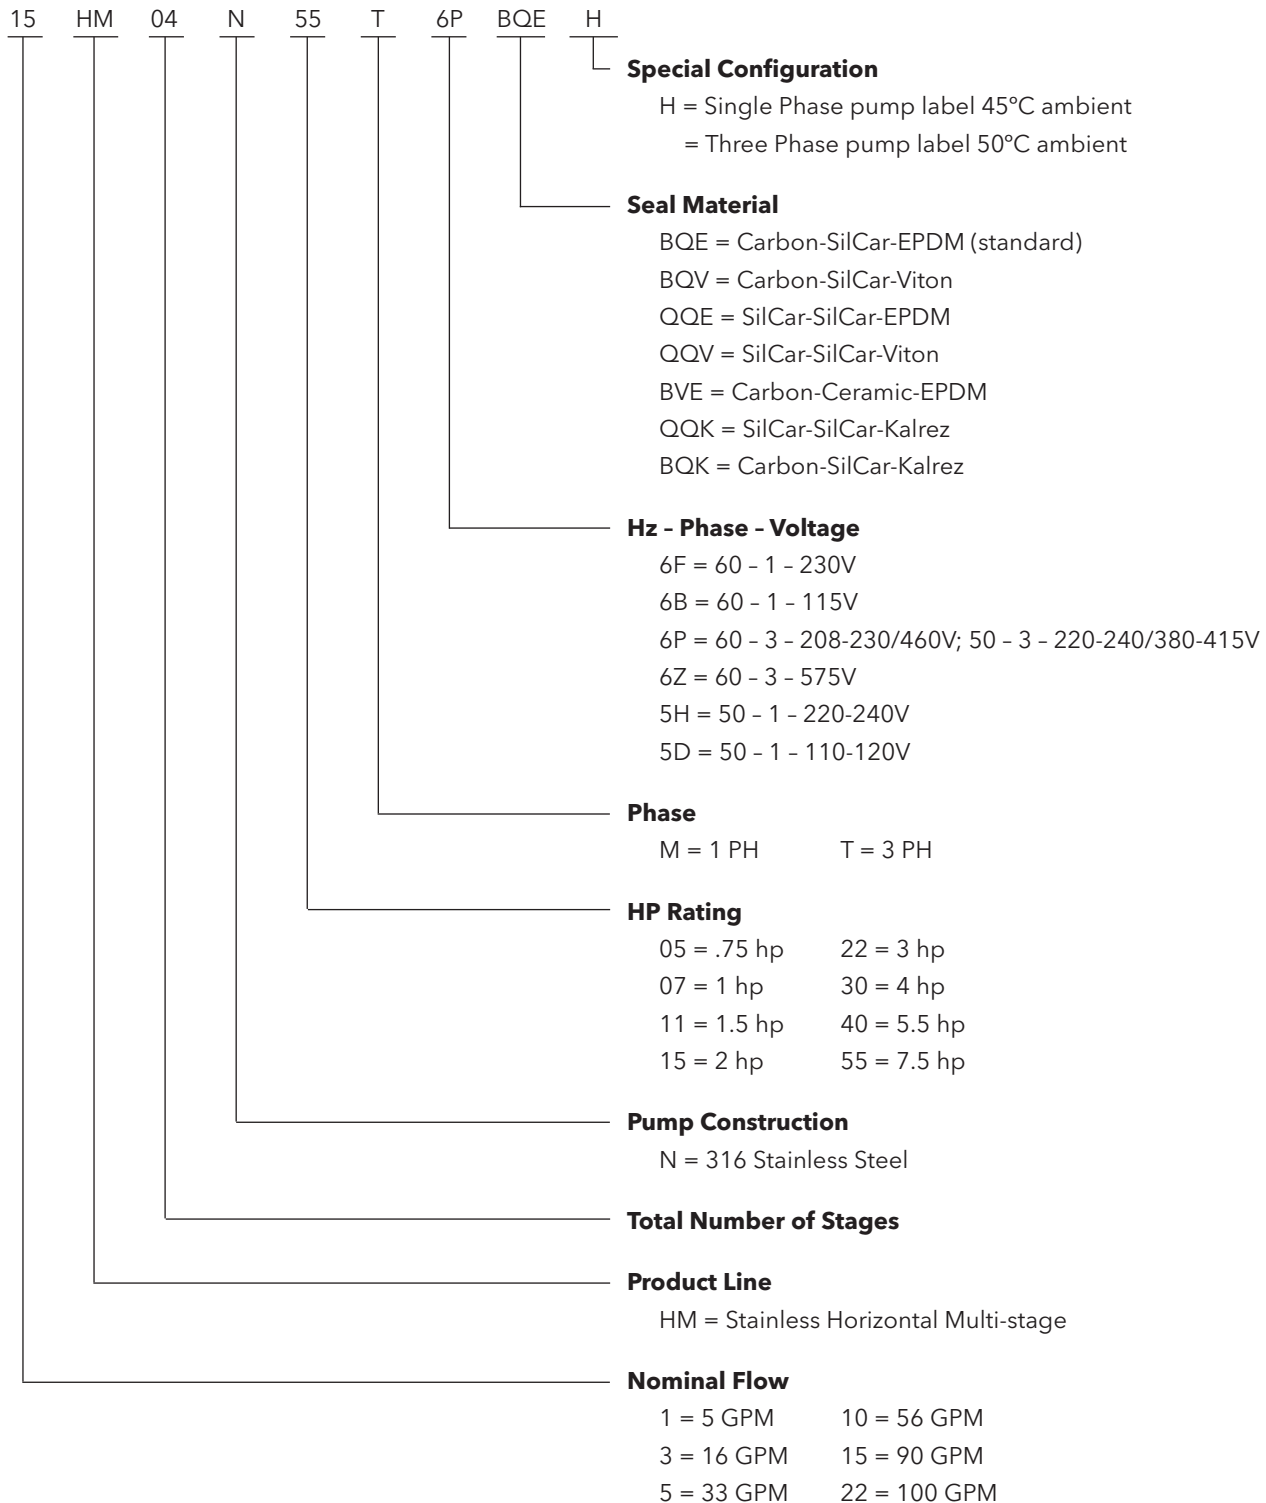 15 HM 04 N 55 T 6P BQE H
Special Configuration
H = Single Phase pump label 45ºC ambient
= Three Phase pump label 50ºC ambient
Seal Material
BQE = Carbon-SilCar-EPDM (standard)
BQV = Carbon-SilCar-Viton
QQE = SilCar-SilCar-EPDM
QQV = SilCar-SilCar-Viton
BVE = Carbon-Ceramic-EPDM
QQK = SilCar-SilCar-Kalrez
BQK = Carbon-SilCar-Kalrez
Hz – Phase – Voltage
6F = 60 – 1 – 230V
6B = 60 – 1 – 115V
6P = 60 – 3 – 208-230/460V; 50 – 3 – 220-240/380-415V
6Z = 60 – 3 – 575V
5H = 50 – 1 – 220-240V
5D = 50 – 1 – 110-120V
Phase
M = 1 PH T = 3 PH
HP Rating
05 = .75 hp 22 = 3 hp
07 = 1 hp 30 = 4 hp
11 = 1.5 hp 40 = 5.5 hp
15 = 2 hp 55 = 7.5 hp
Pump Construction
N = 316 Stainless Steel
Total Number of Stages
Product Line
HM = Stainless Horizontal Multi-stage
Nominal Flow
1 = 5 GPM 10 = 56 GPM
3 = 16 GPM 15 = 90 GPM
5 = 33 GPM 22 = 100 GPM